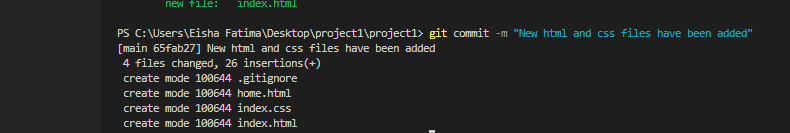 new file:   index.html
PS C:\Users\Eisha Fatima\Desktop\project1\project1> git commit -m "New html and css files have been added"
[main 65fab27] New html and css files have been added
 4 files changed, 26 insertions(+)
 create mode 100644 .gitignore
 create mode 100644 home.html
 create mode 100644 index.css
 create mode 100644 index.html